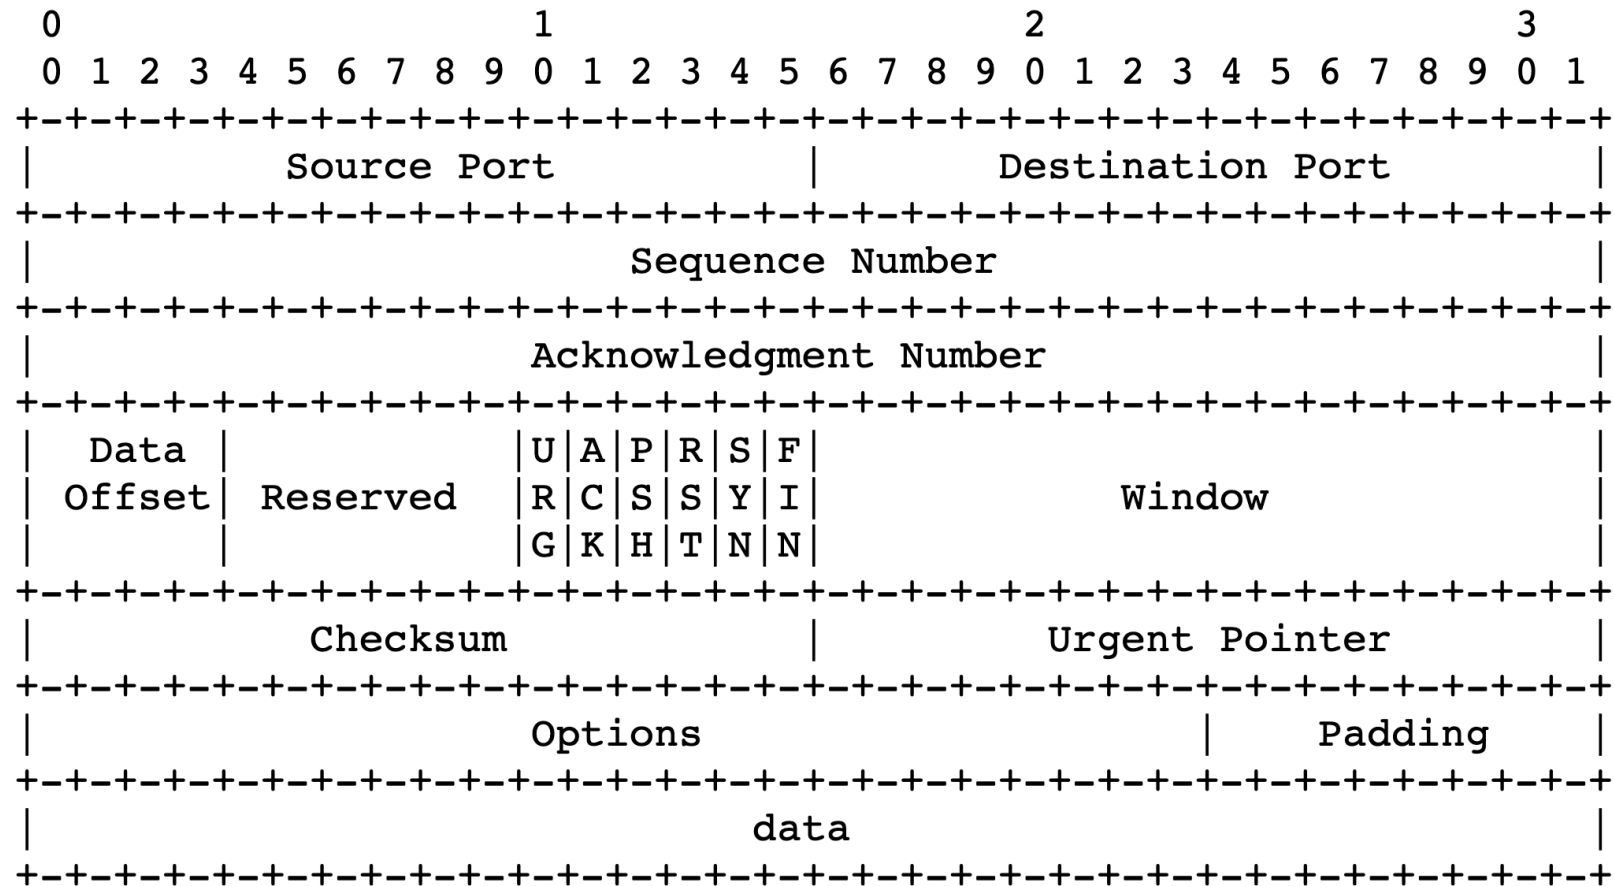 0                   1                   2                   3
 0 1 2 3 4 5 6 7 8 9 0 1 2 3 4 5 6 7 8 9 0 1 2 3 4 5 6 7 8 9 0 1
+-+-+-+-+-+-+-+-+-+-+-+-+-+-+-+-+-+-+-+-+-+-+-+-+-+-+-+-+-+-+-+-+
|          Source Port          |       Destination Port        |
+-+-+-+-+-+-+-+-+-+-+-+-+-+-+-+-+-+-+-+-+-+-+-+-+-+-+-+-+-+-+-+-+
|                        Sequence Number                        |
+-+-+-+-+-+-+-+-+-+-+-+-+-+-+-+-+-+-+-+-+-+-+-+-+-+-+-+-+-+-+-+-+
|                    Acknowledgment Number                      |
+-+-+-+-+-+-+-+-+-+-+-+-+-+-+-+-+-+-+-+-+-+-+-+-+-+-+-+-+-+-+-+-+
|  Data |           |U|A|P|R|S|F|                               |
| Offset| Reserved  |R|C|S|S|Y|I|            Window             |
|       |           |G|K|H|T|N|N|                               |
+-+-+-+-+-+-+-+-+-+-+-+-+-+-+-+-+-+-+-+-+-+-+-+-+-+-+-+-+-+-+-+-+
|           Checksum            |         Urgent Pointer        |
+-+-+-+-+-+-+-+-+-+-+-+-+-+-+-+-+-+-+-+-+-+-+-+-+-+-+-+-+-+-+-+-+
|                    Options                    |    Padding    |
+-+-+-+-+-+-+-+-+-+-+-+-+-+-+-+-+-+-+-+-+-+-+-+-+-+-+-+-+-+-+-+-+
|                             data                              |
+-+-+-+-+-+-+-+-+-+-+-+-+-+-+-+-+-+-+-+-+-+-+-+-+-+-+-+-+-+-+-+-+